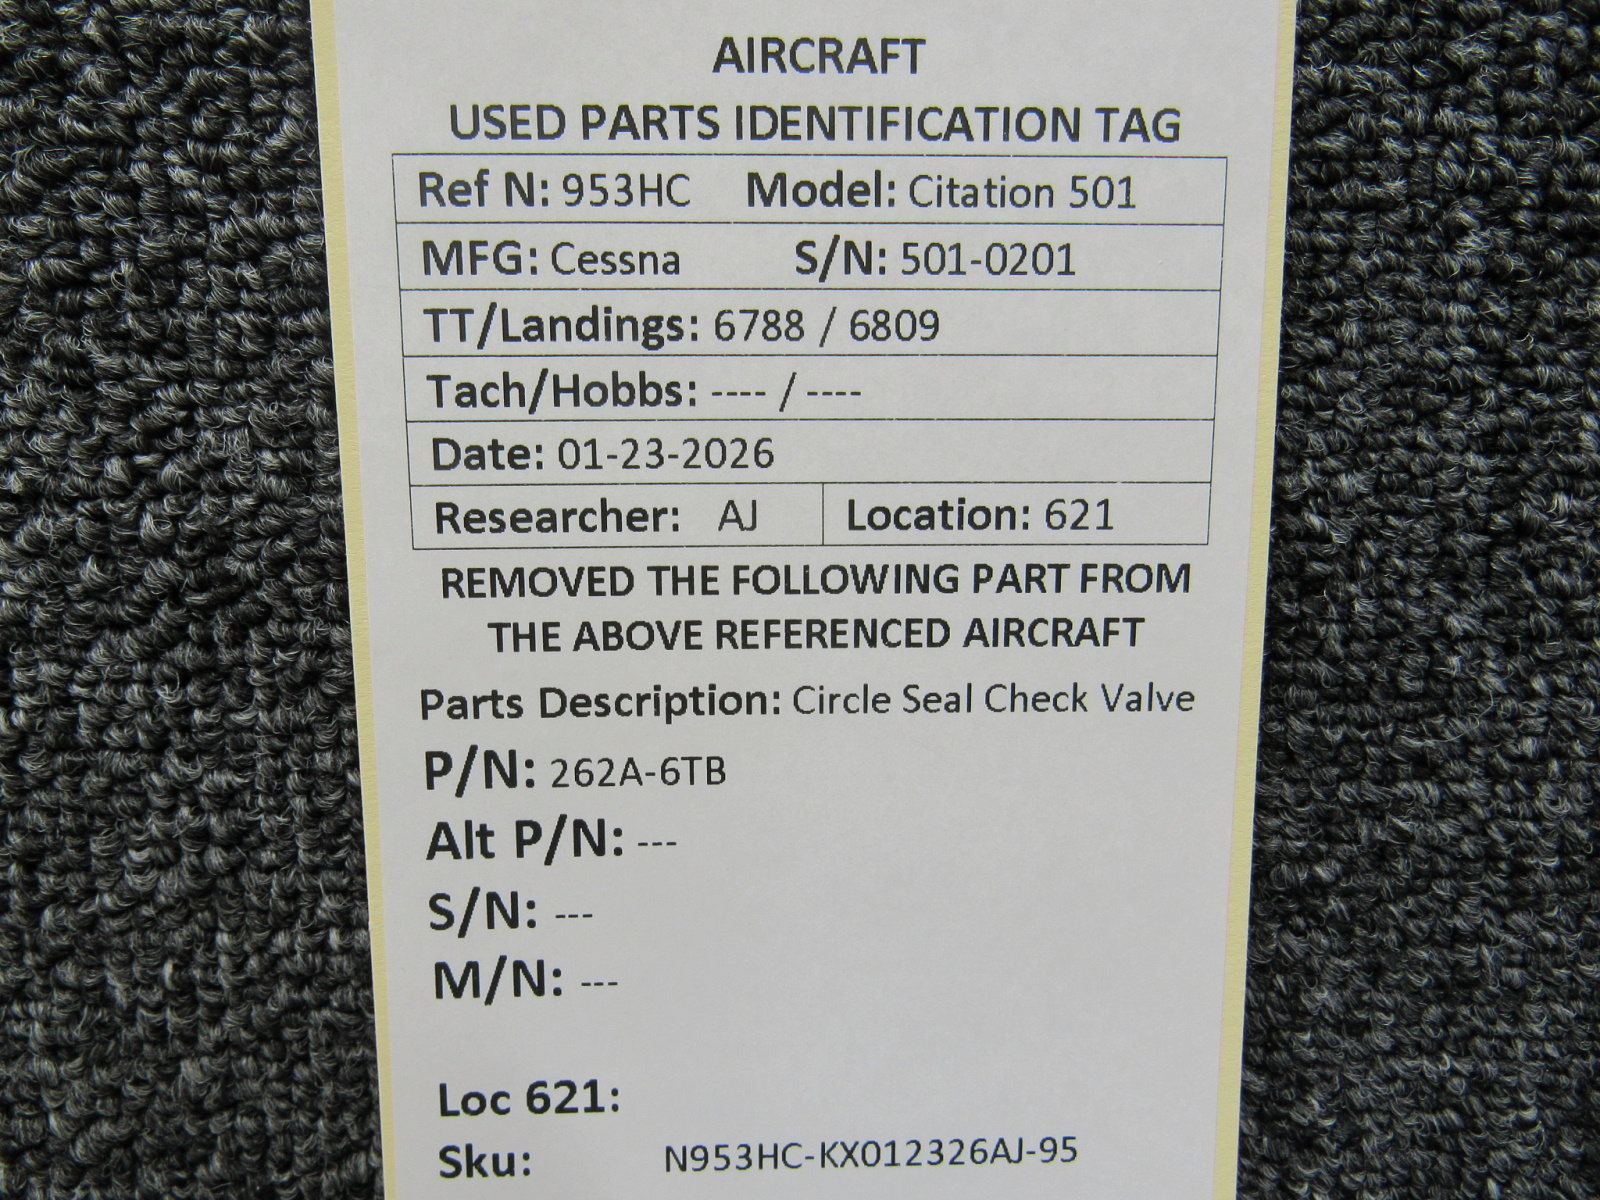 AIRCRAFT
USED PARTS IDENTIFICATION TAG
Ref N: 953HC Model: Citation 501
MFG: Cessna S/N: 501-0201
TT/Landings: 6788 / 6809
Tach/Hobbs: ---- / ----
Date: 01-23-2026
Researcher: AJ Location: 621
REMOVED THE FOLLOWING PART FROM
THE ABOVE REFERENCED AIRCRAFT
Parts Description: Circle Seal Check Valve
P/N: 262A-6TB
Alt P/N: ---
S/N: ---
M/N: ---
Loc 621:
Sku: N953HC-KX012326AJ-95